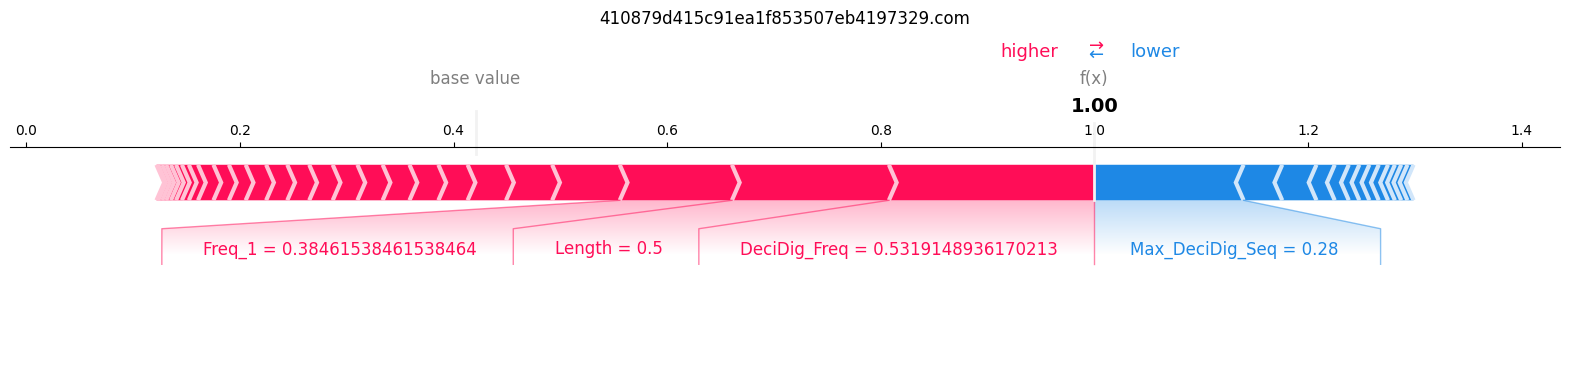 410879d415c91ea1f853507eb4197329.com
higher ⇄ lower
base value f(x)
1.00
0.0 0.2 0.4 0.6 0.8 1 0 1.2 1.4
Freq_1 = 0.38461538461538464 Length = 0.5 DeciDig_Freq = 0.5319148936170213 Max_DeciDig_Seq = 0.28